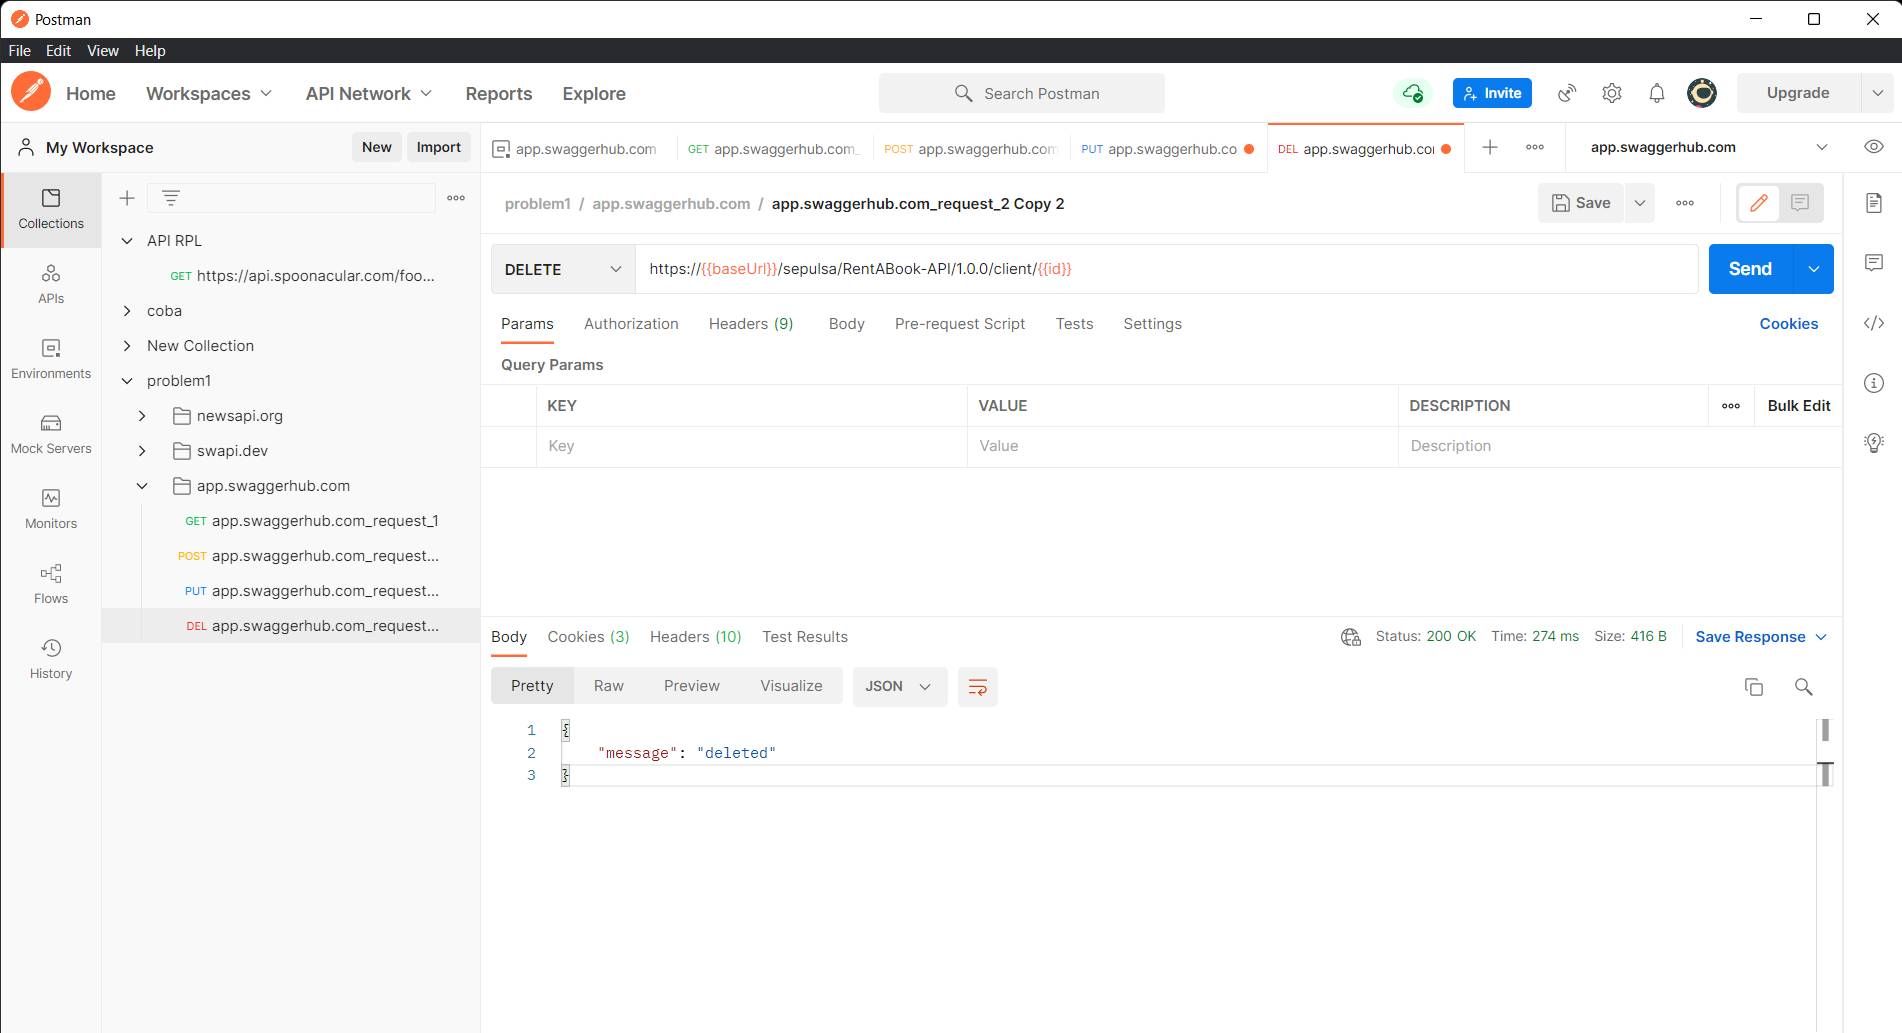 Postman
File Edit View Help
Home Workspaces API Network Reports Explore Search Postman Invite Upgrade
My Workspace New Import
app.swaggerhub.com GET app.swaggerhub.com_ POST app.swaggerhub.com PUT app.swaggerhub.co DEL app.swaggerhub.co app.swaggerhub.com
Collections
APIs
Environments
Mock Servers
Monitors
Flows
History
API RPL
GET https://api.spoonacular.com/foo...
coba
New Collection
problem1
newsapi.org
swapi.dev
app.swaggerhub.com
GET app.swaggerhub.com_request_1
POST app.swaggerhub.com_request...
PUT app.swaggerhub.com_request...
DEL app.swaggerhub.com_request...
problem1 / app.swaggerhub.com / app.swaggerhub.com_request_2 Copy 2 Save
DELETE https://{{baseUrl}}/sepulsa/RentABook-API/1.0.0/client/{{id}} Send
Params Authorization Headers (9) Body Pre-request Script Tests Settings Cookies
Query Params
KEY VALUE DESCRIPTION Bulk Edit
Key Value Description
Body Cookies (3) Headers (10) Test Results Status: 200 OK Time: 274 ms Size: 416 B Save Response
Pretty Raw Preview Visualize JSON
1 {
2 "message": "deleted"
3 }